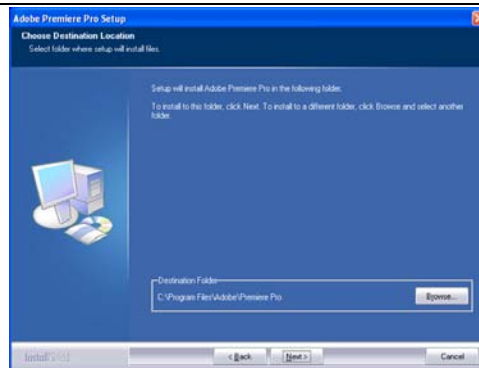 Adobe Premiere Pro Setup
Choose Destination Location
Select folder where setup will install files.
Setup will install Adobe Premiere Pro in the following folder.
To install to this folder, click Next. To install to a different folder, click Browse and select another
folder.
Destination Folder
C:\Program Files\Adobe\Premiere Pro
Browse...
InstallShield
< Back
Next >
Cancel